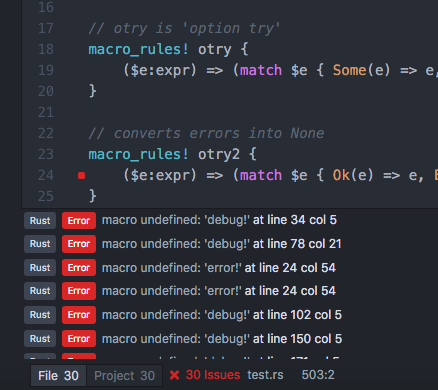 16
17 // otry is 'option try'
18 macro_rules! otry {
19 ($e:expr) => (match $e { Some(e) => e,
20 }
21
22 // converts errors into None
23 macro_rules! otry2 {
24 ($e:expr) => (match $e { Ok(e) => e,
25 }
Rust Error macro undefined: 'debug!' at line 34 col 5
Rust Error macro undefined: 'debug!' at line 78 col 21
Rust Error macro undefined: 'error!' at line 24 col 54
Rust Error macro undefined: 'error!' at line 24 col 54
Rust Error macro undefined: 'debug!' at line 102 col 5
Rust Error macro undefined: 'debug!' at line 150 col 5
File 30 Project 30 30 Issues test.rs 503:2